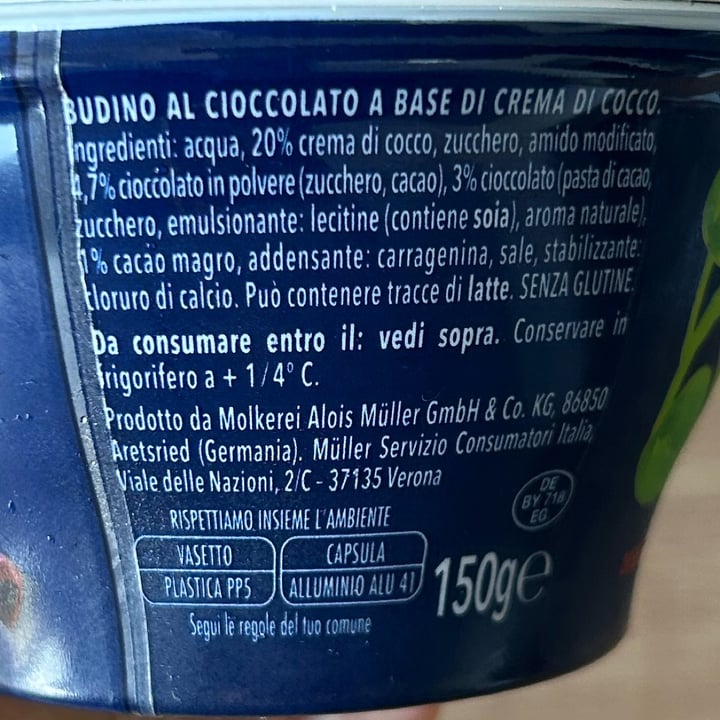 BUDINO AL CIOCCOLATO A BASE DI CREMA DI COCCO.
Ingredienti: acqua, 20% crema di cocco, zucchero, amido modificato,
4,7% cioccolato in polvere (zucchero, cacao), 3% cioccolato (pasta di cacao,
zucchero, emulsionante: lecitine (contiene soia), aroma naturale),
1% cacao magro, addensante: carragenina, sale, stabilizzante:
cloruro di calcio. Può contenere tracce di latte. SENZA GLUTINE.
Da consumare entro il: vedi sopra. Conservare in
frigorifero a + 1/4° C.
Prodotto da Molkerei Alois Müller GmbH & Co. KG, 86850
Aretsried (Germania). Müller Servizio Consumatori Italia,
Viale delle Nazioni, 2/C - 37135 Verona
DE
BY 718
EG
RISPETTIAMO INSIEME L'AMBIENTE
VASETTO CAPSULA
PLASTICA PP5 ALLUMINIO ALU 41
150g e
Segui le regole del tuo comune